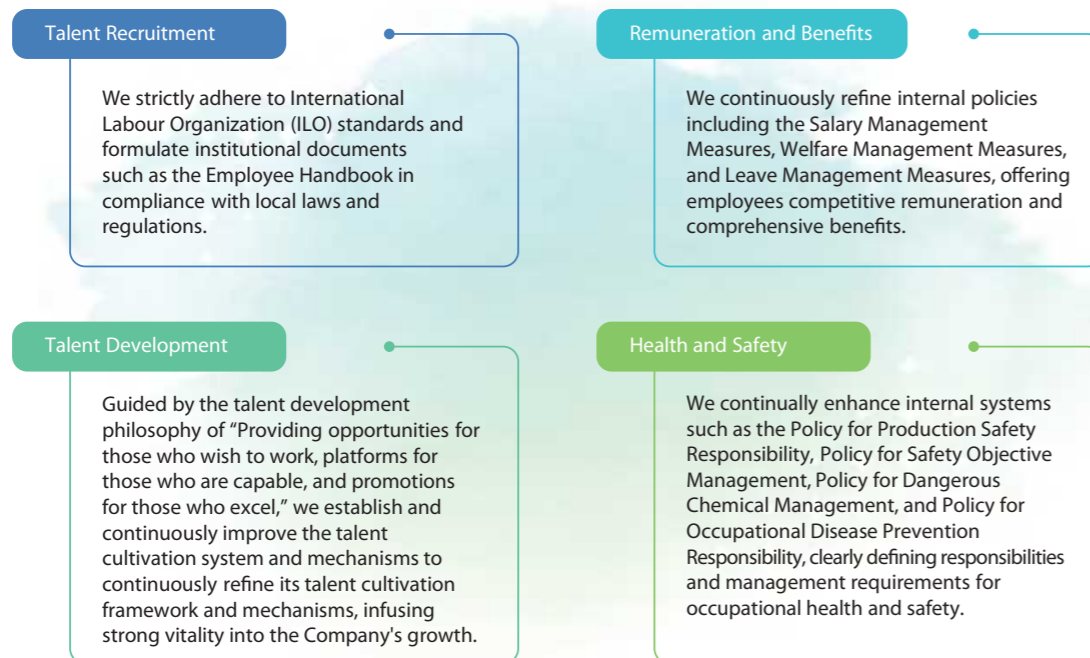 Talent Recruitment
We strictly adhere to International
Labour Organization (ILO) standards and
formulate institutional documents
such as the Employee Handbook in
compliance with local laws and
regulations.
Remuneration and Benefits
We continuously refine internal policies
including the Salary Management
Measures, Welfare Management Measures,
and Leave Management Measures, offering
employees competitive remuneration and
comprehensive benefits.
Talent Development
Guided by the talent development
philosophy of “Providing opportunities for
those who wish to work, platforms for
those who are capable, and promotions
for those who excel,” we establish and
continuously improve the talent
cultivation system and mechanisms to
continuously refine its talent cultivation
framework and mechanisms, infusing
strong vitality into the Company's growth.
Health and Safety
We continually enhance internal systems
such as the Policy for Production Safety
Responsibility, Policy for Safety Objective
Management, Policy for Dangerous
Chemical Management, and Policy for
Occupational Disease Prevention
Responsibility, clearly defining responsibilities
and management requirements for
occupational health and safety.